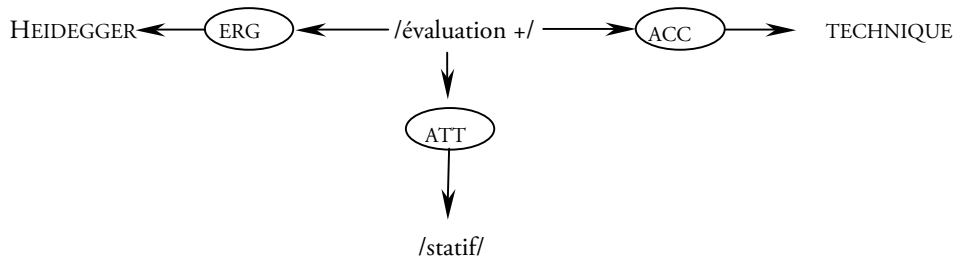 HEIDEGGER ERG /évaluation +/ ACC TECHNIQUE
ATT
/statif/